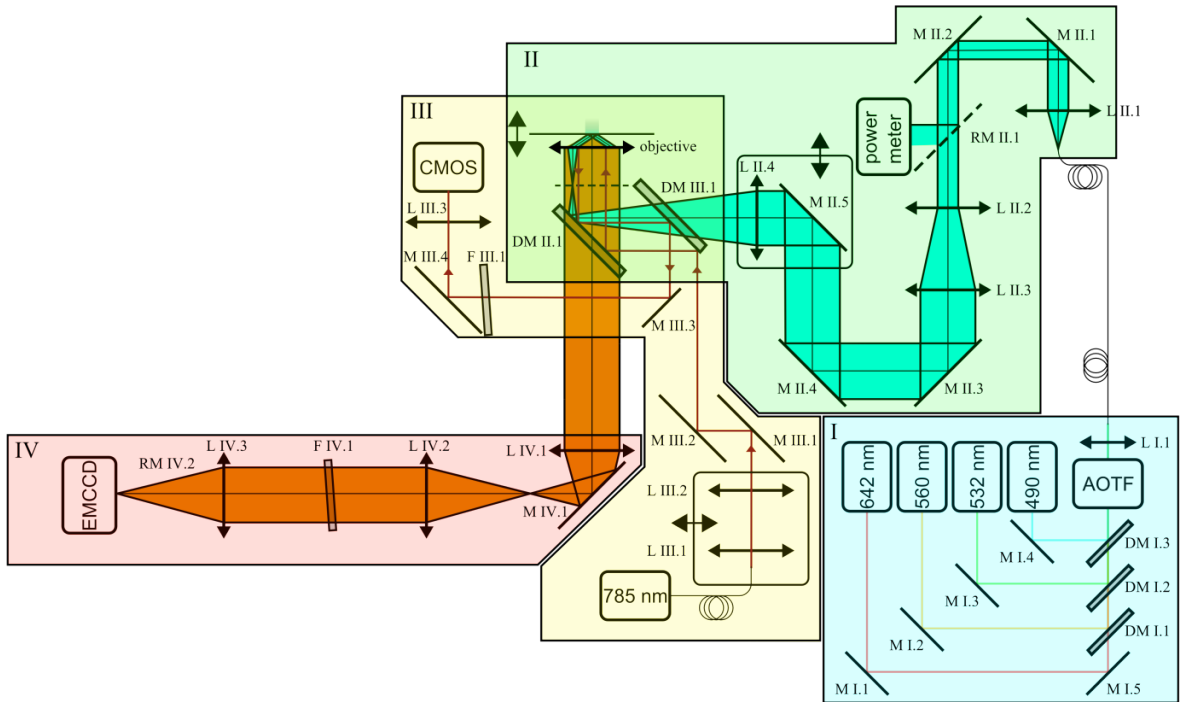 M II.2
M II.1
II
L II.1
III
power
meter
RM II.1
objective
CMOS
L II.4
DM III.1
M II.5
L III.3
L II.2
DM II.1
M III.4
F III.1
L II.3
M III.3
M II.4
M II.3
M III.2
M III.1
I
IV
L IV.3
F IV.1
L IV.2
L IV.1
L I.1
RM IV.2
EMCCD
642 nm
560 nm
532 nm
490 nm
AOTF
L III.2
M IV.1
M I.4
DM I.3
L III.1
DM I.2
785 nm
M I.3
DM I.1
M I.2
M I.1
M I.5